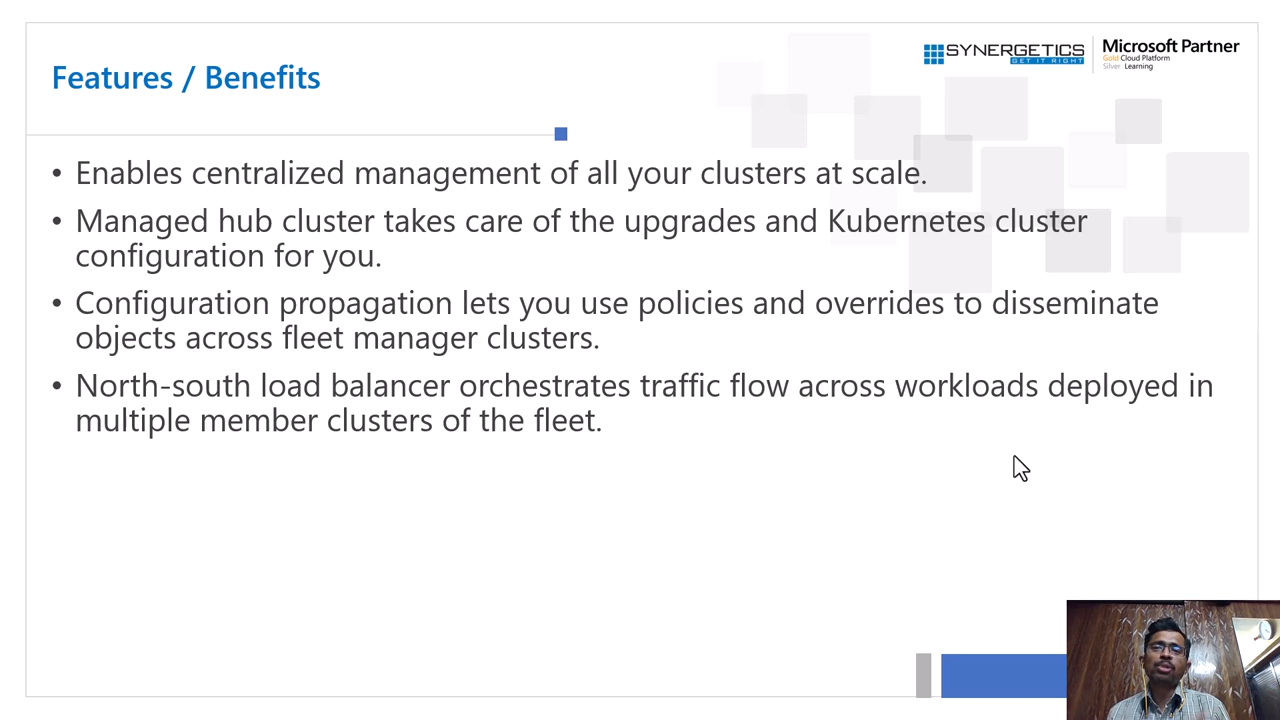 SYNERGETICS
GET IT RIGHT
Microsoft Partner
Gold Cloud Platform
Silver Learning
Features / Benefits
• Enables centralized management of all your clusters at scale.
• Managed hub cluster takes care of the upgrades and Kubernetes cluster
configuration for you.
• Configuration propagation lets you use policies and overrides to disseminate
objects across fleet manager clusters.
• North-south load balancer orchestrates traffic flow across workloads deployed in
multiple member clusters of the fleet.